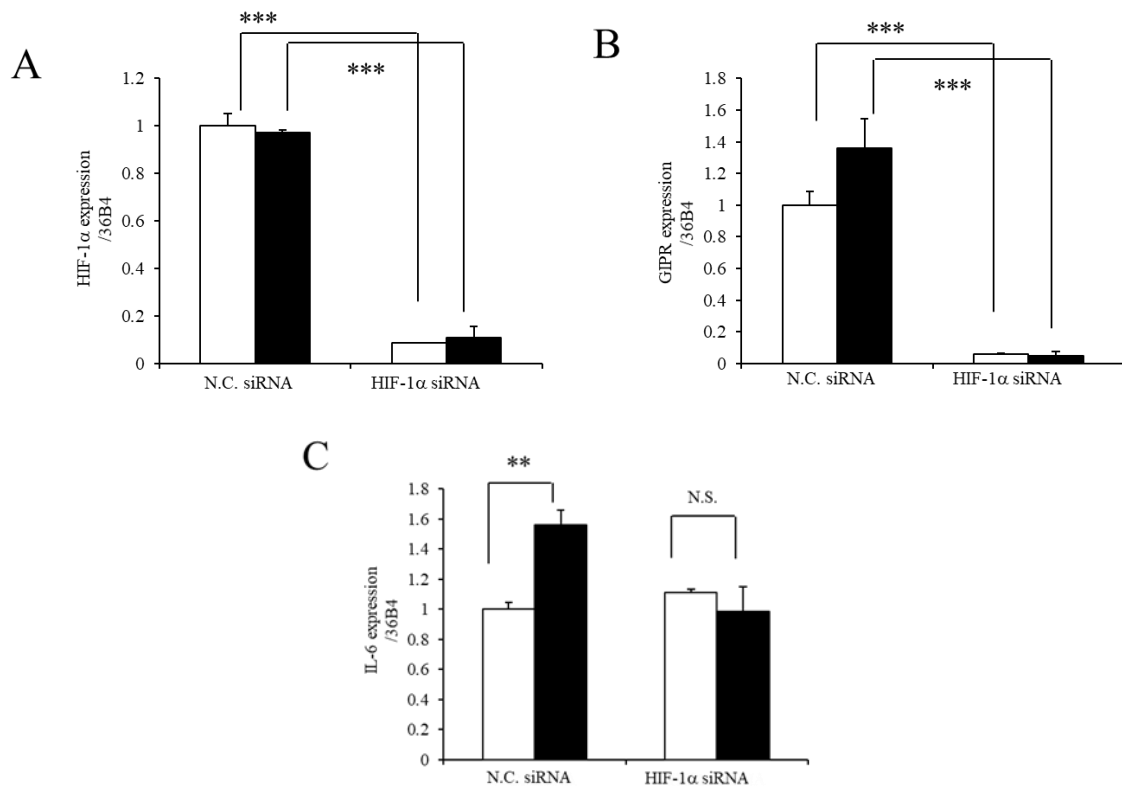 A
***
***
HIF-1α expression
/36B4
1.2
1
0.8
0.6
0.4
0.2
0
N.C. siRNA
HIF-1α siRNA
B
***
***
GIPR expression
/36B4
1.8
1.6
1.4
1.2
1
0.8
0.6
0.4
0.2
0
N.C. siRNA
HIF-1α siRNA
C
**
N.S.
IL-6 expression
/36B4
1.8
1.6
1.4
1.2
1
0.8
0.6
0.4
0.2
0
N.C. siRNA
HIF-1α siRNA